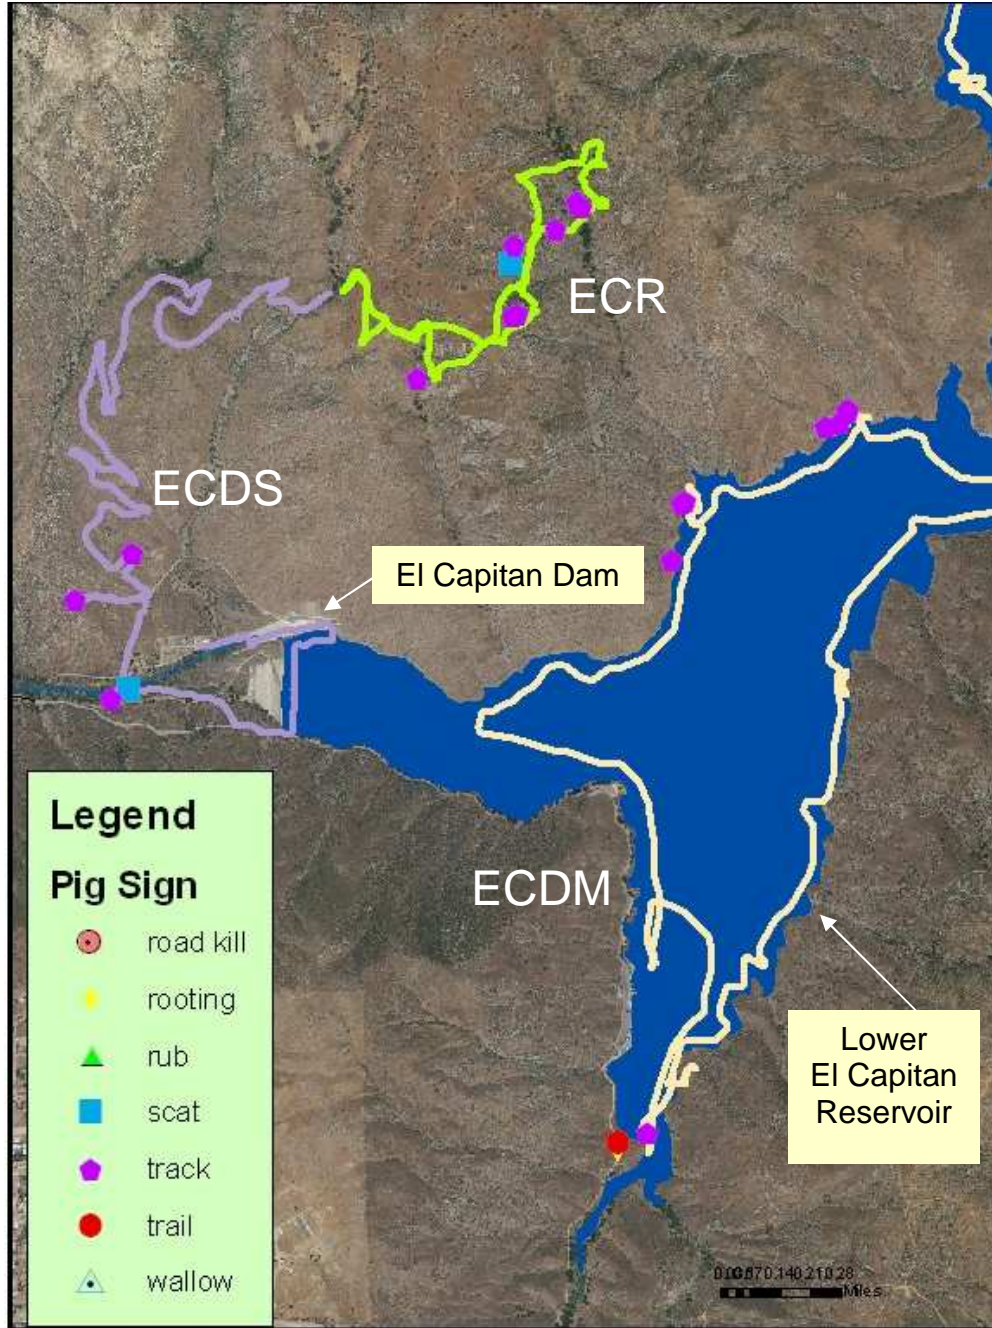 ECR
ECDS
El Capitan Dam
ECDM
Lower
El Capitan
Reservoir
Legend
Pig Sign
road kill
rooting
rub
scat
track
trail
wallow
Miles